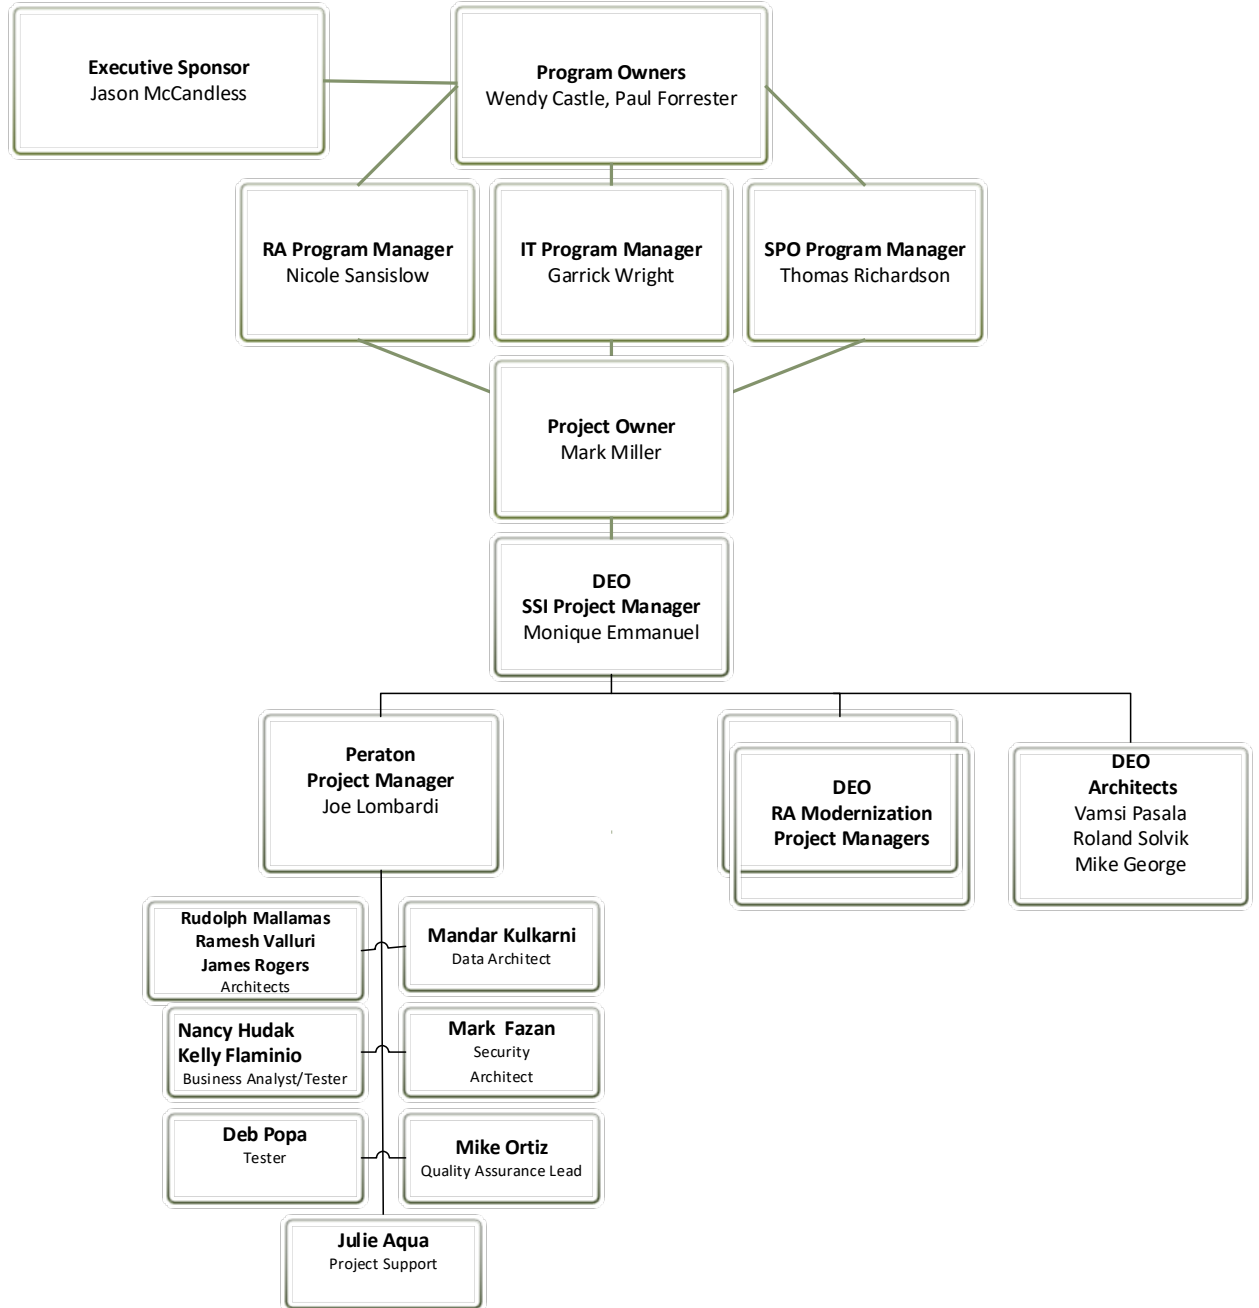 Executive Sponsor
Jason McCandless
Program Owners
Wendy Castle, Paul Forrester
RA Program Manager
Nicole Sansislow
IT Program Manager
Garrick Wright
SPO Program Manager
Thomas Richardson
Project Owner
Mark Miller
DEO
SSI Project Manager
Monique Emmanuel
Peraton
Project Manager
Joe Lombardi
DEO
RA Modernization
Project Managers
DEO
Architects
Vamsi Pasala
Roland Solvik
Mike George
Rudolph Mallamas
Ramesh Valluri
James Rogers
Architects
Mandar Kulkarni
Data Architect
Nancy Hudak
Kelly Flaminio
Business Analyst/Tester
Mark Fazan
Security
Architect
Deb Popa
Tester
Mike Ortiz
Quality Assurance Lead
Julie Aqua
Project Support